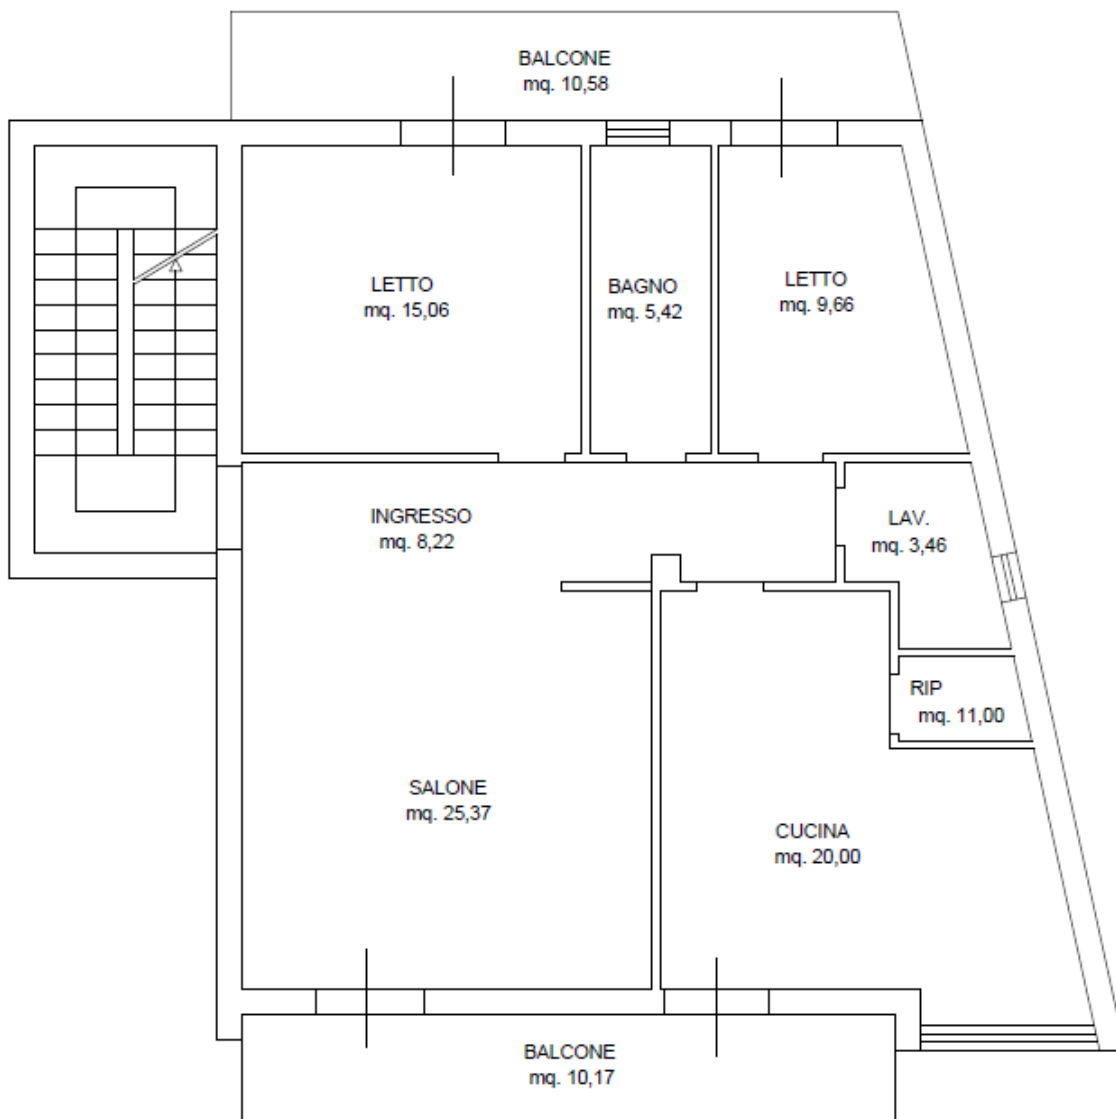 BALCONE
mq. 10,58
LETTO
mq. 15,06
BAGNO
mq. 5,42
LETTO
mq. 9,66
INGRESSO
mq. 8,22
LAV.
mq. 3,46
RIP
mq. 11,00
SALONE
mq. 25,37
CUCINA
mq. 20,00
BALCONE
mq. 10,17